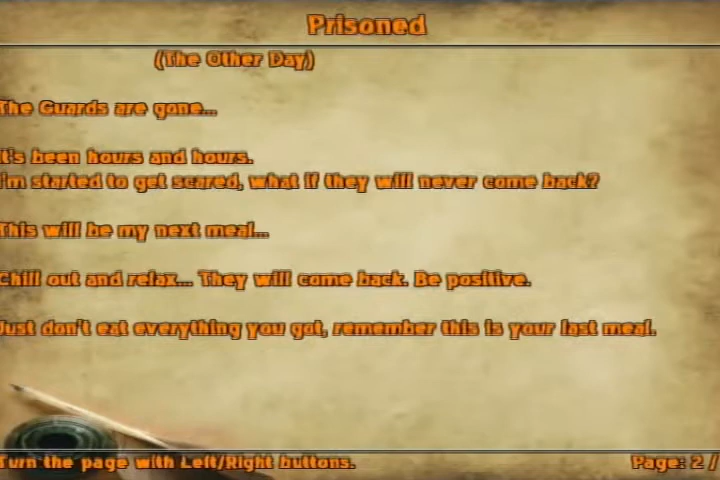 Prisoned
(The Other Day)
The Guards are gone...
It's been hours and hours.
I'm started to get scared, what if they will never come back?
This will be my next meal...
Chill out and relax... They will come back. Be positive.
Just don't eat everything you got, remember this is your last meal.
Turn the page with Left/Right buttons.
Page: 2 /